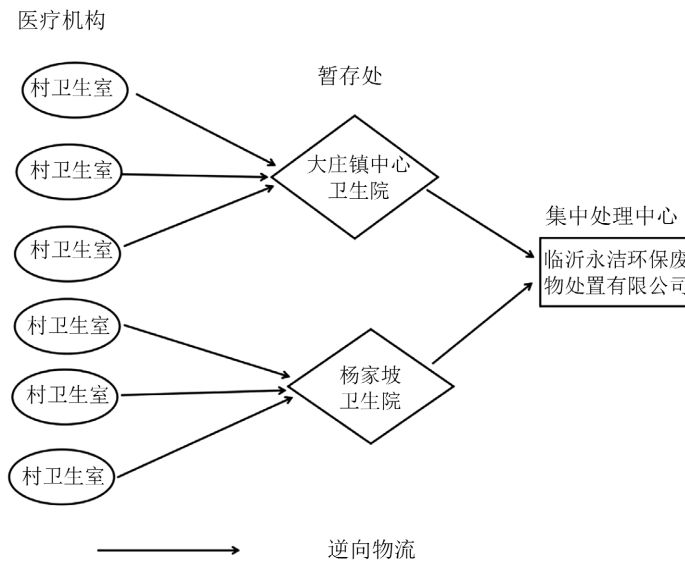 医疗机构
村卫生室
村卫生室
村卫生室
村卫生室
村卫生室
村卫生室
暂存处
大庄镇中心
卫生院
杨家坡
卫生院
集中处理中心
临沂永洁环保废
物处置有限公司
逆向物流